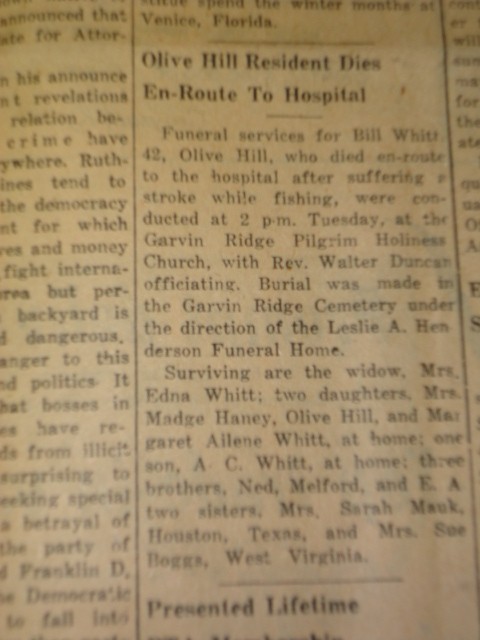 stitue spend the winter months at
Venice, Florida.
Olive Hill Resident Dies
En-Route To Hospital
Funeral services for Bill Whitt
42, Olive Hill, who died en-route
to the hospital after suffering a
stroke while fishing, were con-
ducted at 2 p.m. Tuesday, at the
Garvin Ridge Pilgrim Holiness
Church, with Rev. Walter Duncan
officiating. Burial was made in
the Garvin Ridge Cemetery under
the direction of the Leslie A. Hen
derson Funeral Home.
Surviving are the widow, Mrs.
Edna Whitt; two daughters, Mrs.
Madge Haney, Olive Hill, and Mar
garet Ailene Whitt, at home; one
son, A. C. Whitt, at home; three
brothers, Ned, Melford, and E. A
two sisters, Mrs. Sarah Mauk,
Houston, Texas, and Mrs. Sue
Boggs, West Virginia.
Presented Lifetime
announced that
ate for Attor-
n his announce
nt revelations
relation be-
crime have
ywhere. Ruth-
ines tend to
the democracy
nt for which
res and money
fight interna-
area but per-
backyard is
d dangerous.
anger to this
nd politics. It
hat bosses in
es have re-
ds from illicit
surprising to
eeking special
a betrayal of
the party of
d Franklin D.
he Democratic
to fall into